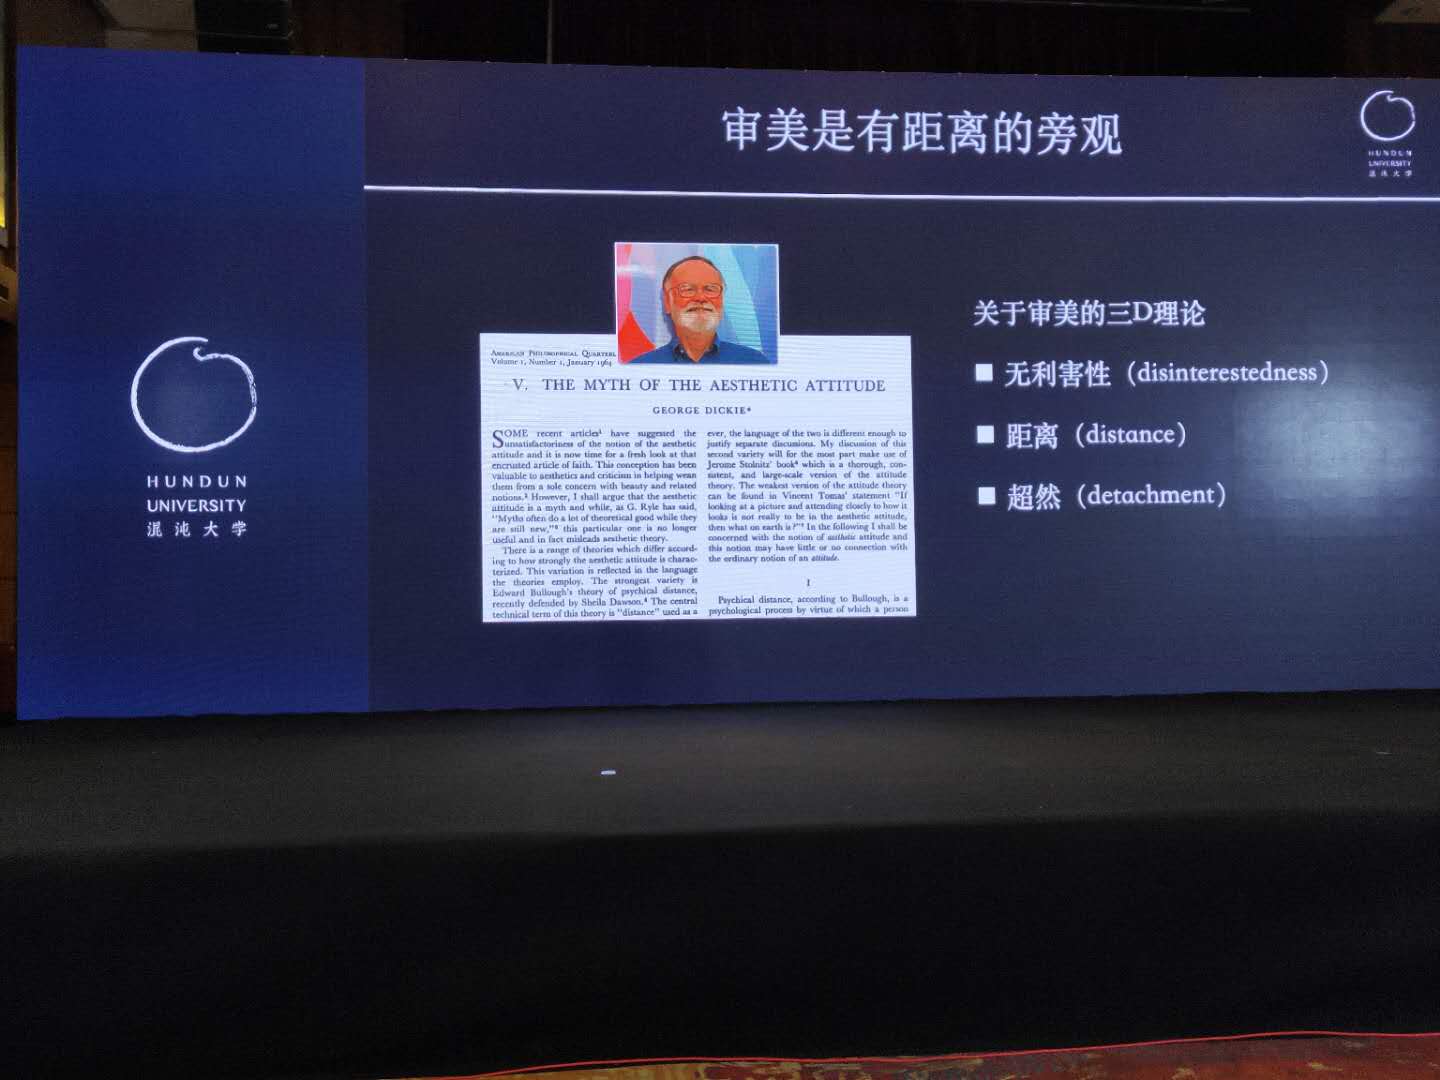 审美是有距离的旁观
HUNDUN
UNIVERSITY
混沌大学
HUNDUN
UNIVERSITY
混沌大学
AMERICAN PHILOSOPHICAL QUARTERL
Volume 1, Number 1, January 1964
V. THE MYTH OF THE AESTHETIC ATTITUDE
GEORGE DICKIE*
SOME recent articles¹ have suggested the
unsatisfactoriness of the notion of the aesthetic
attitude and it is now time for a fresh look at that
encrusted article of faith. This conception has been
valuable to aesthetics and criticism in helping wean
them from a sole concern with beauty and related
notions.² However, I shall argue that the aesthetic
attitude is a myth and while, as G. Ryle has said,
"Myths often do a lot of theoretical good while they
are still new,"³ this particular one is no longer
useful and in fact misleads aesthetic theory.
There is a range of theories which differ accord-
ing to how strongly the aesthetic attitude is charac-
terized. This variation is reflected in the language
the theories employ. The strongest variety is
Edward Bullough's theory of psychical distance,
recently defended by Sheila Dawson.⁴ The central
technical term of this theory is "distance" used as a
ever, the language of the two is different enough to
justify separate discussions. My discussion of this
second variety will for the most part make use of
Jerome Stolnitz' book⁶ which is a thorough, con-
sistent, and large-scale version of the attitude
theory. The weakest version of the attitude theory
can be found in Vincent Tomas' statement "If
looking at a picture and attending closely to how it
looks is not really to be in the aesthetic attitude,
then what on earth is?"⁷ In the following I shall be
concerned with the notion of aesthetic attitude and
this notion may have little or no connection with
the ordinary notion of an attitude.
I
Psychical distance, according to Bullough, is a
psychological process by virtue of which a person
关于审美的三D理论
■ 无利害性（disinterestedness）
■ 距离（distance）
■ 超然（detachment）